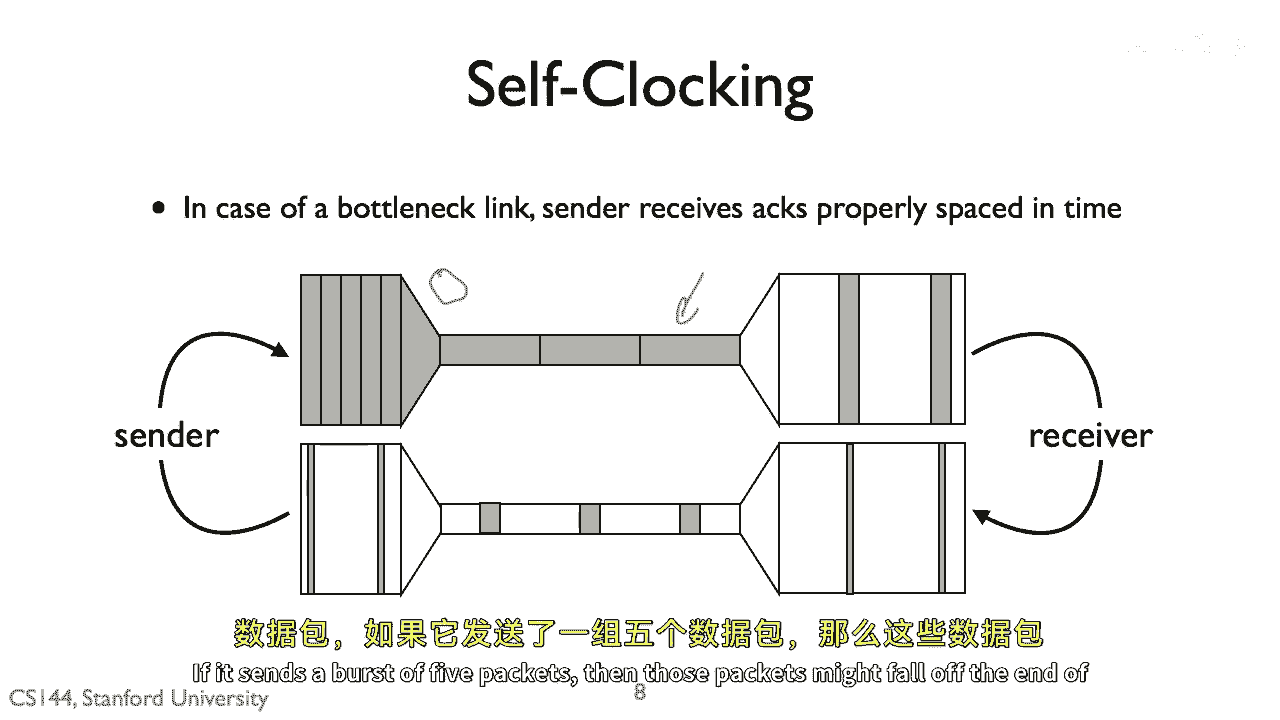 Self-Clocking
• In case of a bottleneck link, sender receives acks properly spaced in time
sender
receiver
数据包，如果它发送了一组五个数据包，那么这些数据包
If it sends a burst of five packets, then those packets might fall off the end of
CS144, Stanford University
8